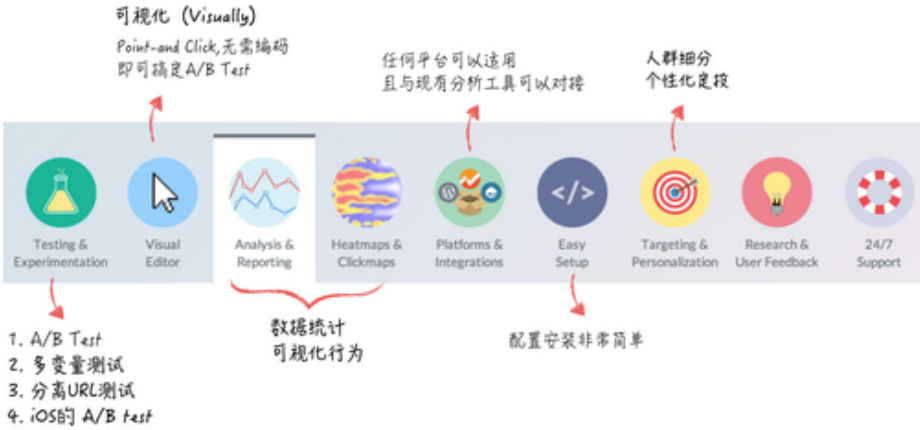 可视化 (Visually)
Point-and Click,无需编码
即可搞定A/B Test
任何平台可以适用
且与现有分析工具可以对接
人群细分
个性化定投
Testing &
Experimentation
Visual
Editor
Analysis &
Reporting
Heatmaps &
Clickmaps
Platforms &
Integrations
</>
Easy
Setup
Targeting &
Personalization
Research &
User Feedback
24/7
Support
1. A/B Test
2. 多变量测试
3. 分离URL测试
4. iOS的 A/B test
数据统计
可视化行为
配置安装非常简单